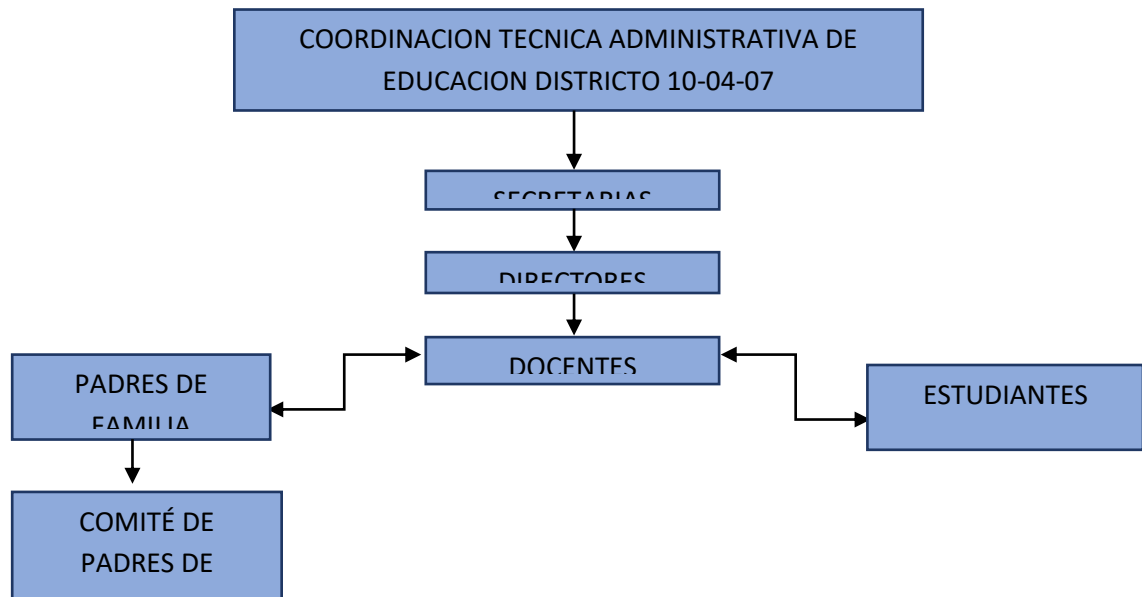 COORDINACION TECNICA ADMINISTRATIVA DE
EDUCACION DISTRICTO 10-04-07
SECRETARIAS
DIRECTORES
DOCENTES
PADRES DE
FAMILIA
ESTUDIANTES
COMITÉ DE
PADRES DE